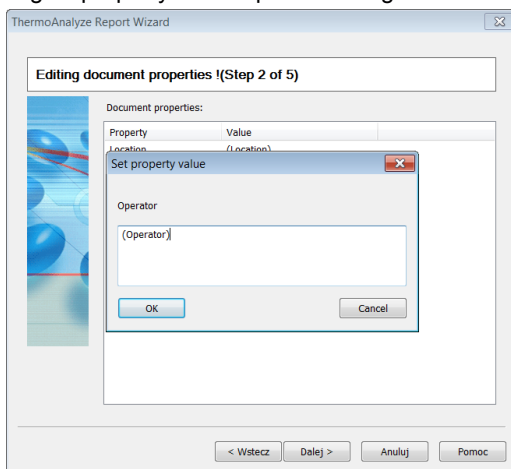 ThermoAnalyze Report Wizard
Editing document properties !(Step 2 of 5)
Document properties:
Property Value
Location (Location)
Set property value
Operator
(Operator)
OK Cancel
< Wstecz Dalej > Anuluj Pomoc